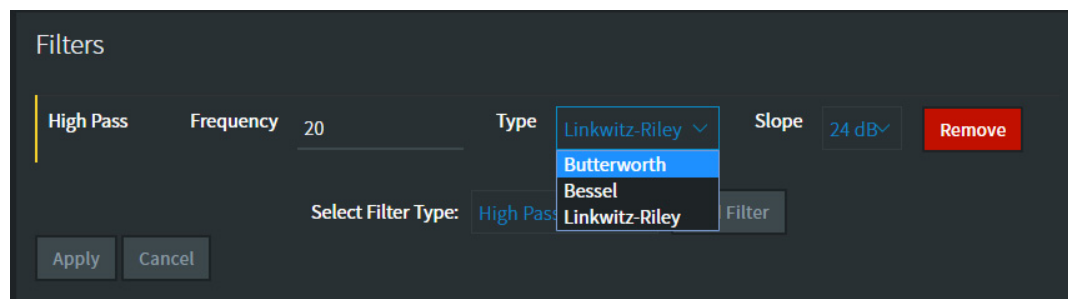 Filters
High Pass Frequency 20 Type Linkwitz-Riley Slope 24 dB Remove
Butterworth
Bessel
Linkwitz-Riley
Select Filter Type: High Pass Filter
Apply Cancel